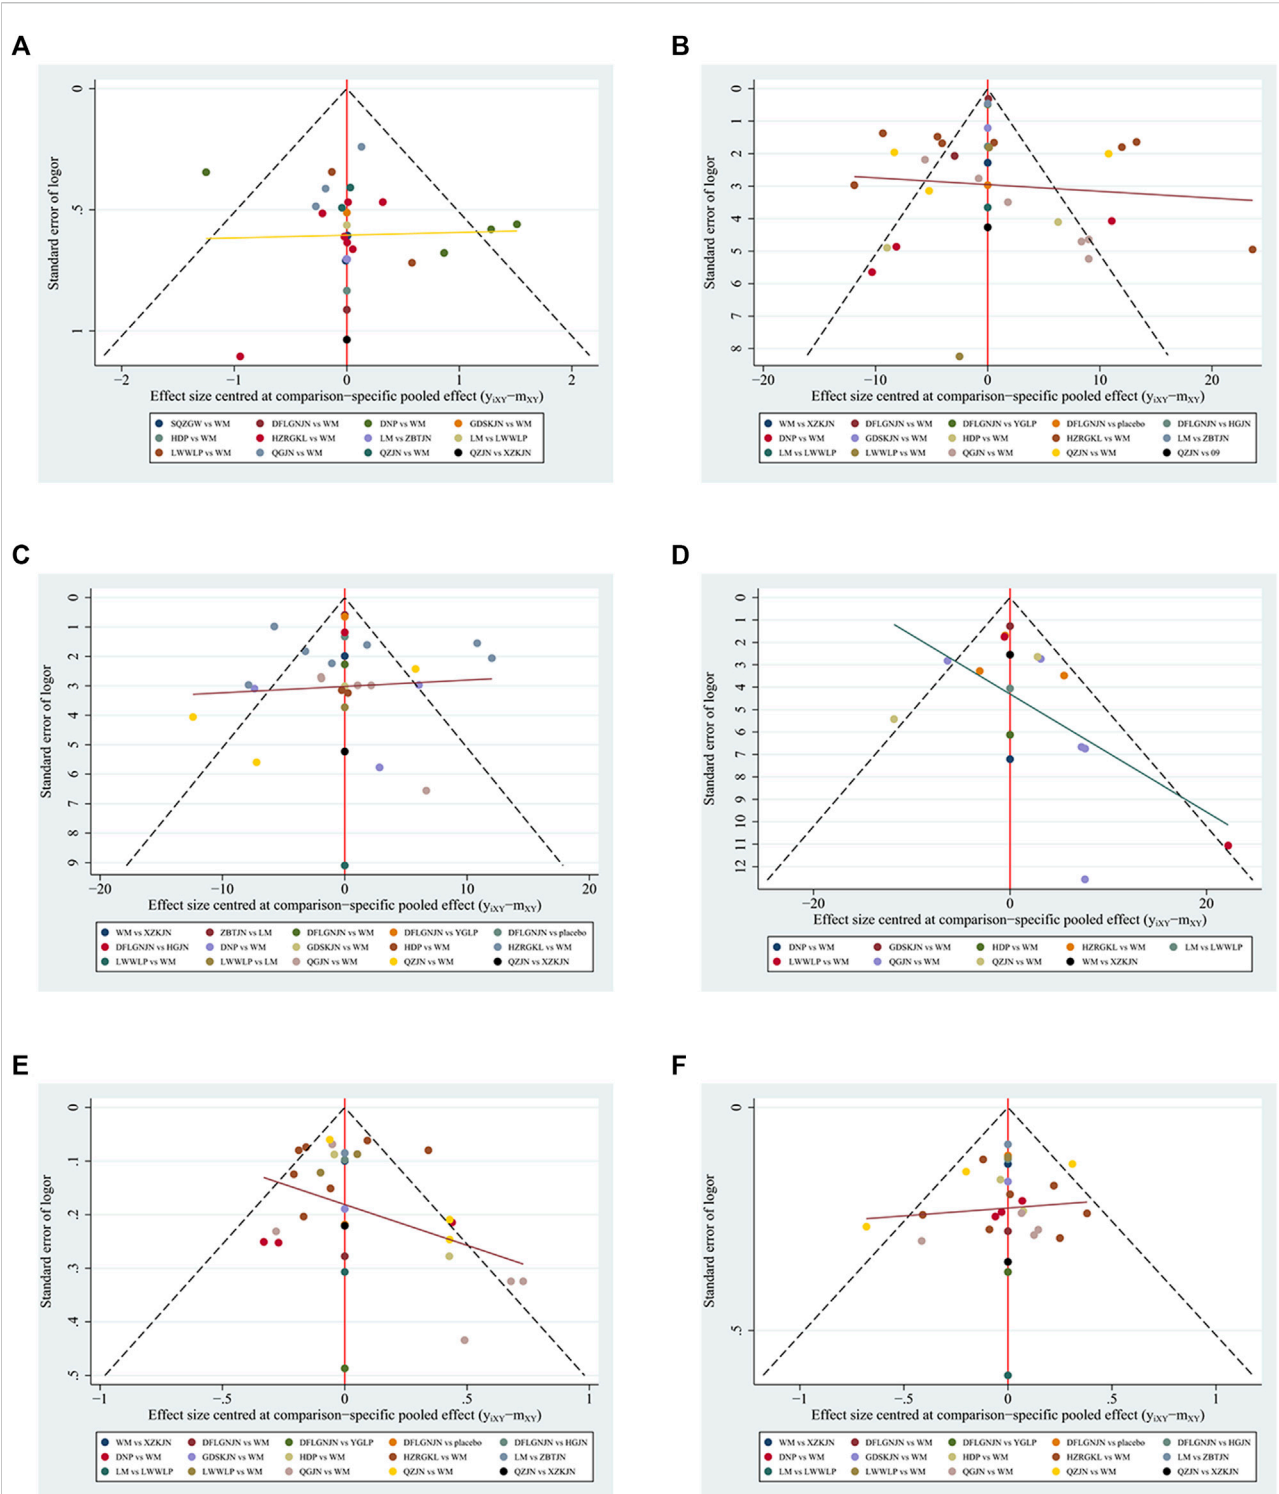 A
B
Standard error of logor
0
.5
1
−2
−1
0
1
2
Effect size centred at comparison−specific pooled effect (yiXY−mXY)
SQZGW vs WM
DFLGNJN vs WM
DNP vs WM
GDSKJN vs WM
HDP vs WM
HZRGKL vs WM
LM vs ZBTJN
LM vs LWWLP
LWWLP vs WM
QGJN vs WM
QZJN vs WM
QZJN vs XZKJN
Standard error of logor
0
1
2
3
4
5
6
7
8
−20
−10
0
10
20
Effect size centred at comparison−specific pooled effect (yiXY−mXY)
WM vs XZKJN
DFLGNJN vs WM
DFLGNJN vs YGLP
DFLGNJN vs placebo
DFLGNJN vs HGJN
DNP vs WM
GDSKJN vs WM
HDP vs WM
HZRGKL vs WM
LM vs ZBTJN
LM vs LWWLP
LWWLP vs WM
QGJN vs WM
QZJN vs WM
QZJN vs 09
C
D
Standard error of logor
0
1
2
3
4
5
6
7
8
9
−20
−10
0
10
20
Effect size centred at comparison−specific pooled effect (yiXY−mXY)
WM vs XZKJN
ZBTJN vs LM
DFLGNJN vs WM
DFLGNJN vs YGLP
DFLGNJN vs placebo
DFLGNJN vs HGJN
DNP vs WM
GDSKJN vs WM
HDP vs WM
HZRGKL vs WM
LWWLP vs WM
LWWLP vs LM
QGJN vs WM
QZJN vs WM
QZJN vs XZKJN
Standard error of logor
0
1
2
3
4
5
6
7
8
9
10
11
12
−20
0
20
Effect size centred at comparison−specific pooled effect (yiXY−mXY)
DNP vs WM
GDSKJN vs WM
HDP vs WM
HZRGKL vs WM
LM vs LWWLP
LWWLP vs WM
QGJN vs WM
QZJN vs WM
WM vs XZKJN
E
F
Standard error of logor
0
.1
.2
.3
.4
.5
−1
−.5
0
.5
1
Effect size centred at comparison−specific pooled effect (yiXY−mXY)
WM vs XZKJN
DFLGNJN vs WM
DFLGNJN vs YGLP
DFLGNJN vs placebo
DFLGNJN vs HGJN
DNP vs WM
GDSKJN vs WM
HDP vs WM
HZRGKL vs WM
LM vs ZBTJN
LM vs LWWLP
LWWLP vs WM
QGJN vs WM
QZJN vs WM
QZJN vs XZKJN
Standard error of logor
0
.5
−1
−.5
0
.5
1
Effect size centred at comparison−specific pooled effect (yiXY−mXY)
WM vs XZKJN
DFLGNJN vs WM
DFLGNJN vs YGLP
DFLGNJN vs placebo
DFLGNJN vs HGJN
DNP vs WM
GDSKJN vs WM
HDP vs WM
HZRGKL vs WM
LM vs ZBTJN
LM vs LWWLP
LWWLP vs WM
QGJN vs WM
QZJN vs WM
QZJN vs XZKJN